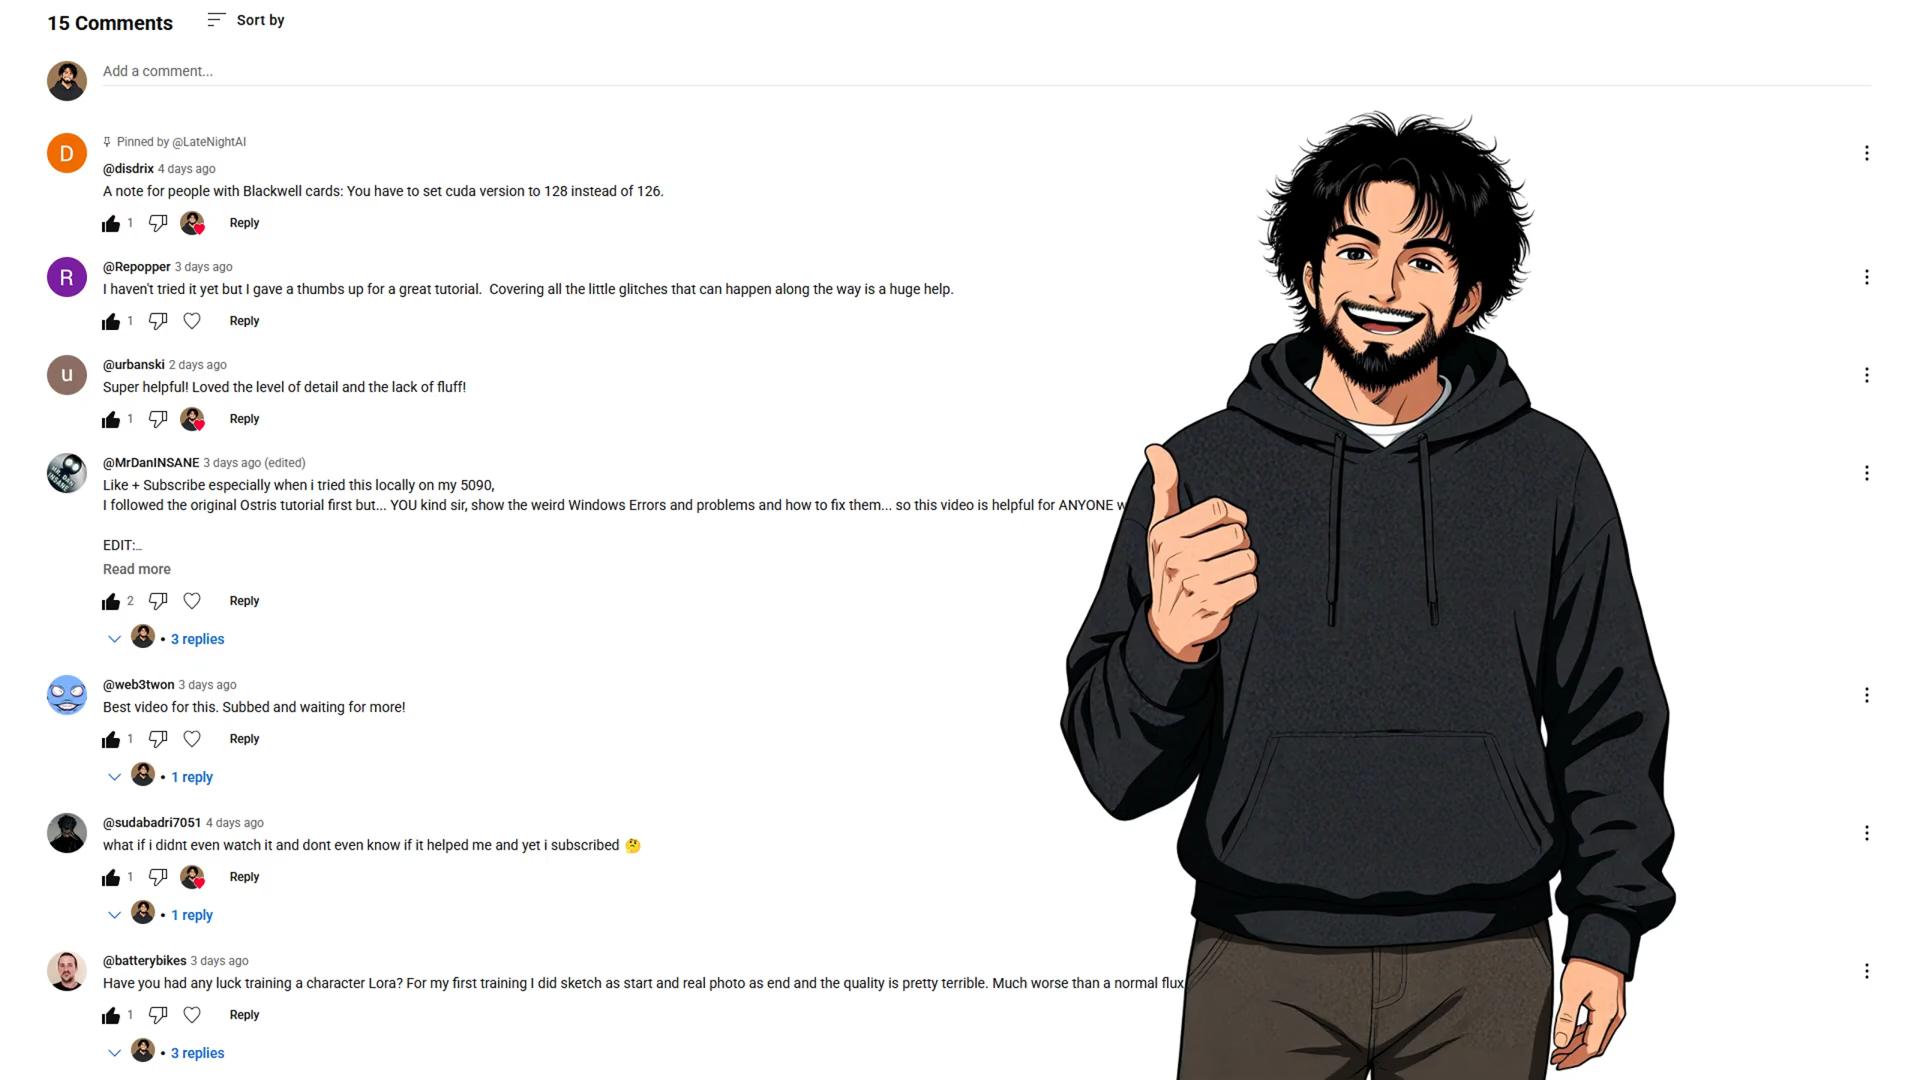 15 Comments
Sort by
Add a comment...
Pinned by @LateNightAI
D
@disdrix 4 days ago
A note for people with Blackwell cards: You have to set cuda version to 128 instead of 126.
1
Reply
R
@Repopper 3 days ago
I haven't tried it yet but I gave a thumbs up for a great tutorial.  Covering all the little glitches that can happen along the way is a huge help.
1
Reply
u
@urbanski 2 days ago
Super helpful! Loved the level of detail and the lack of fluff!
1
Reply
@MrDanINSANE 3 days ago (edited)
Like + Subscribe especially when i tried this locally on my 5090,
I followed the original Ostris tutorial first but... YOU kind sir, show the weird Windows Errors and problems and how to fix them... so this video is helpful for ANYONE
EDIT:...
Read more
2
Reply
• 3 replies
@web3twon 3 days ago
Best video for this. Subbed and waiting for more!
1
Reply
• 1 reply
@sudabadri7051 4 days ago
what if i didnt even watch it and dont even know if it helped me and yet i subscribed 🤔
1
Reply
• 1 reply
@batterybikes 3 days ago
Have you had any luck training a character Lora? For my first training I did sketch as start and real photo as end and the quality is pretty terrible. Much worse than a normal flux
1
Reply
• 3 replies